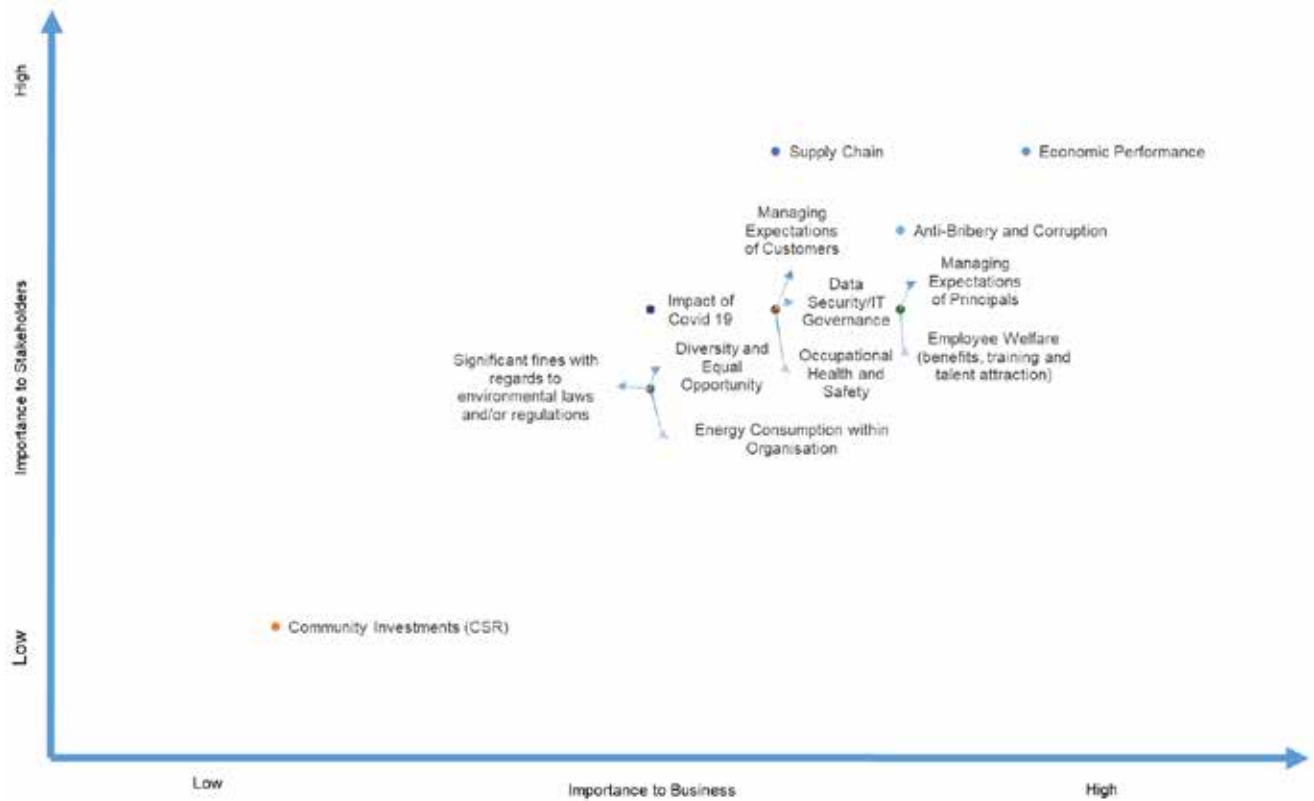 High
Supply Chain
Economic Performance
Managing
Expectations
of Customers
Anti-Bribery and Corruption
Managing
Expectations
of Principals
Data
Security/IT
Governance
Impact of
Covid 19
Importance to Stakeholders
Employee Welfare
(benefits, training and
talent attraction)
Diversity and
Equal
Opportunity
Occupational
Health and
Safety
Significant fines with
regards to
environmental laws
and/or regulations
Energy Consumption within
Organisation
Community Investments (CSR)
Low
Low
Importance to Business
High